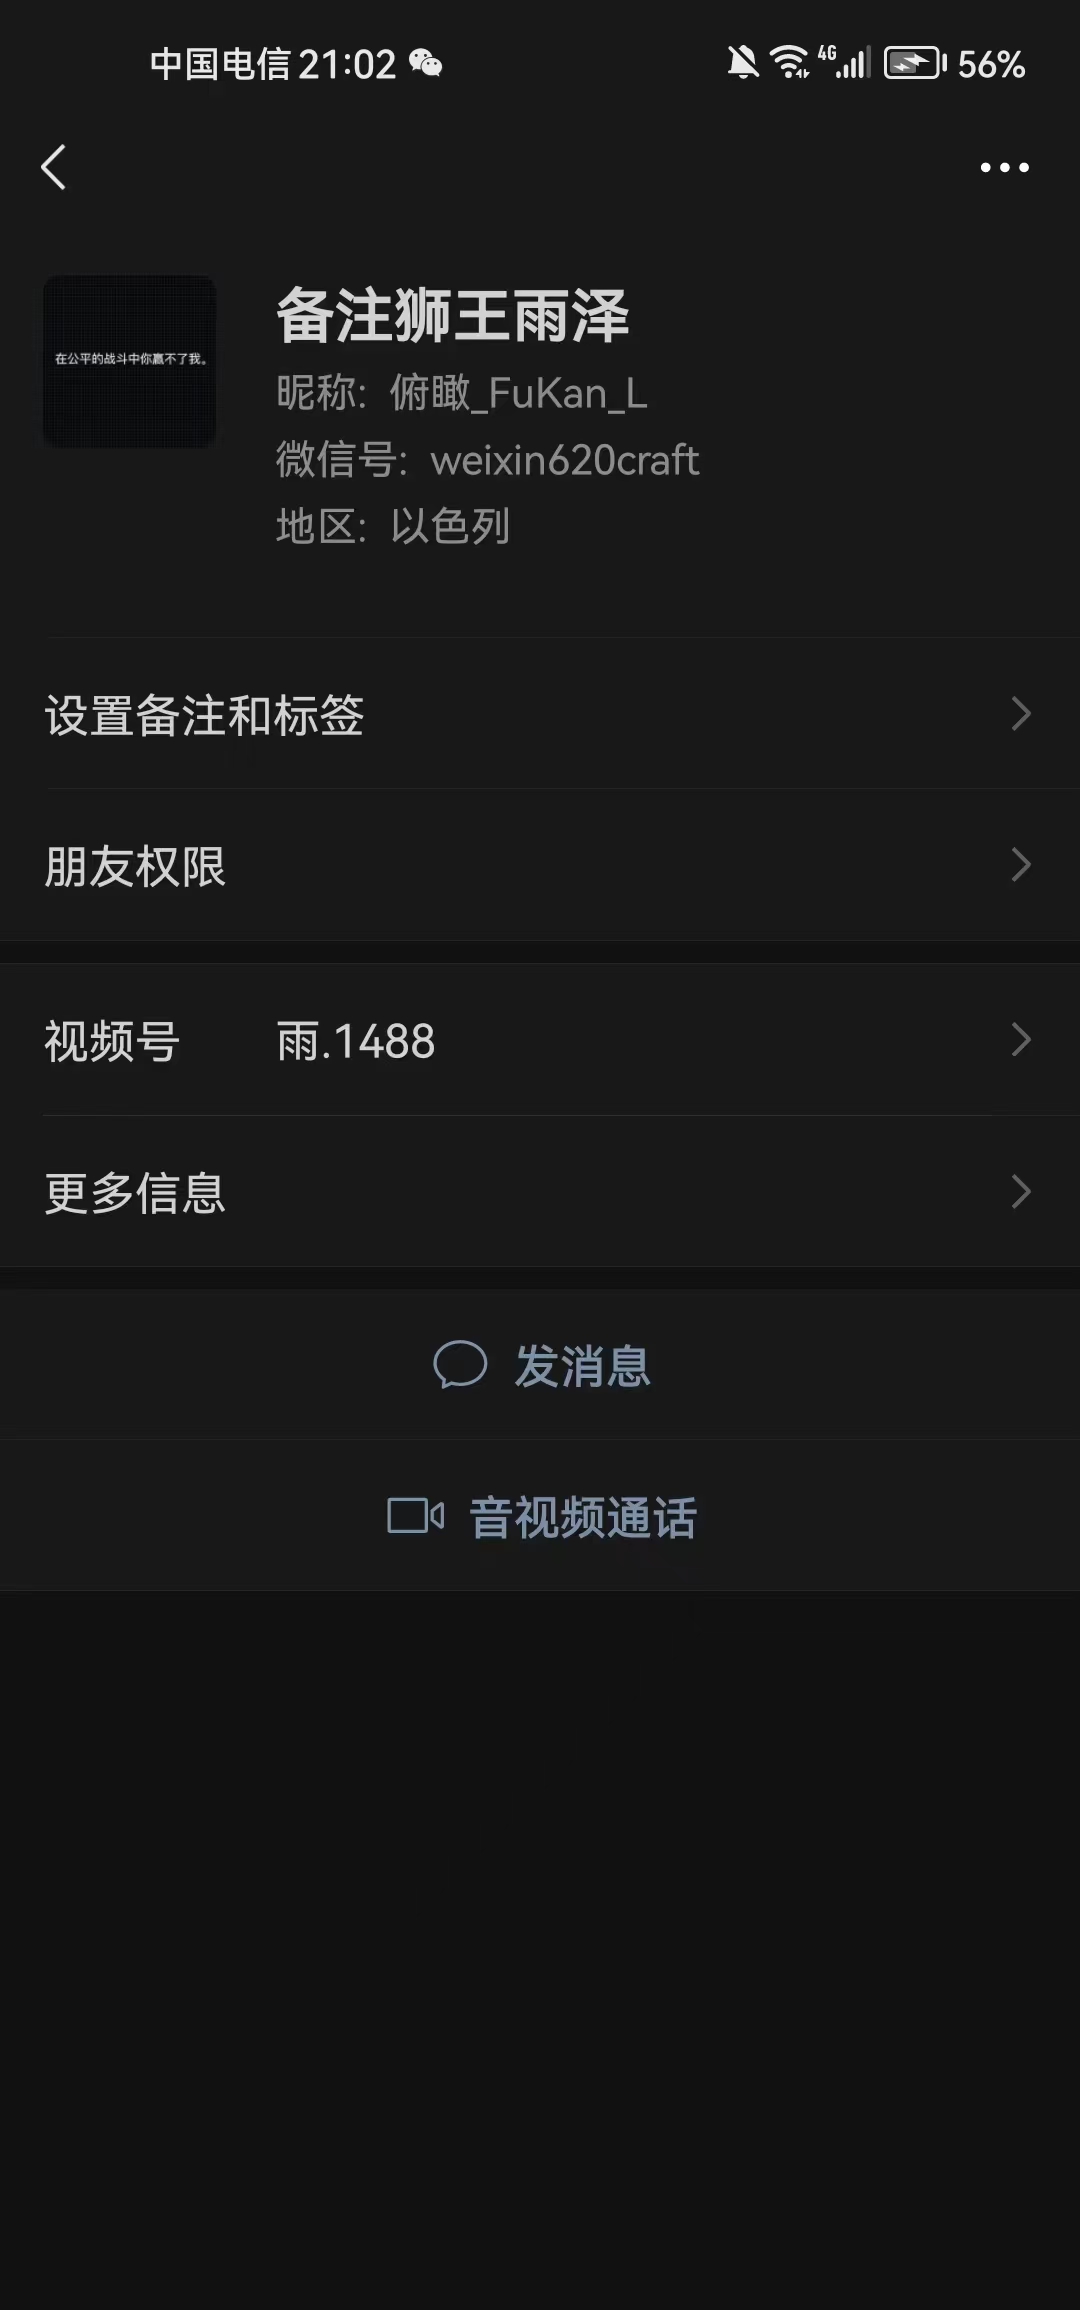 中国电信 21:02 4G 56%
备注狮王雨泽
在公平的战斗中你赢不了我。
昵称: 俯瞰_FuKan_L
微信号: weixin620craft
地区: 以色列
设置备注和标签
朋友权限
视频号 雨.1488
更多信息
发消息
音视频通话